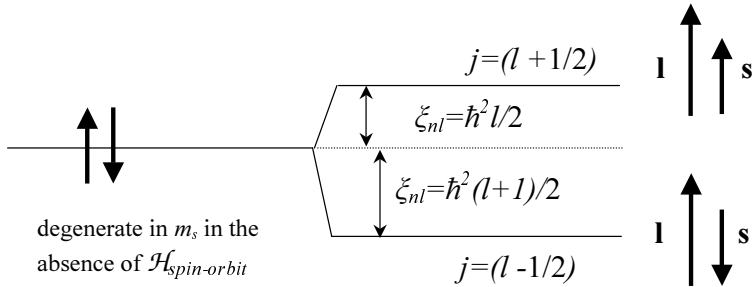 j=(l +1/2)
l s
ξnl=ħ²l/2
ξnl=ħ²(l+1)/2
degenerate in ms in the
absence of ℋspin-orbit
l s
j=(l -1/2)